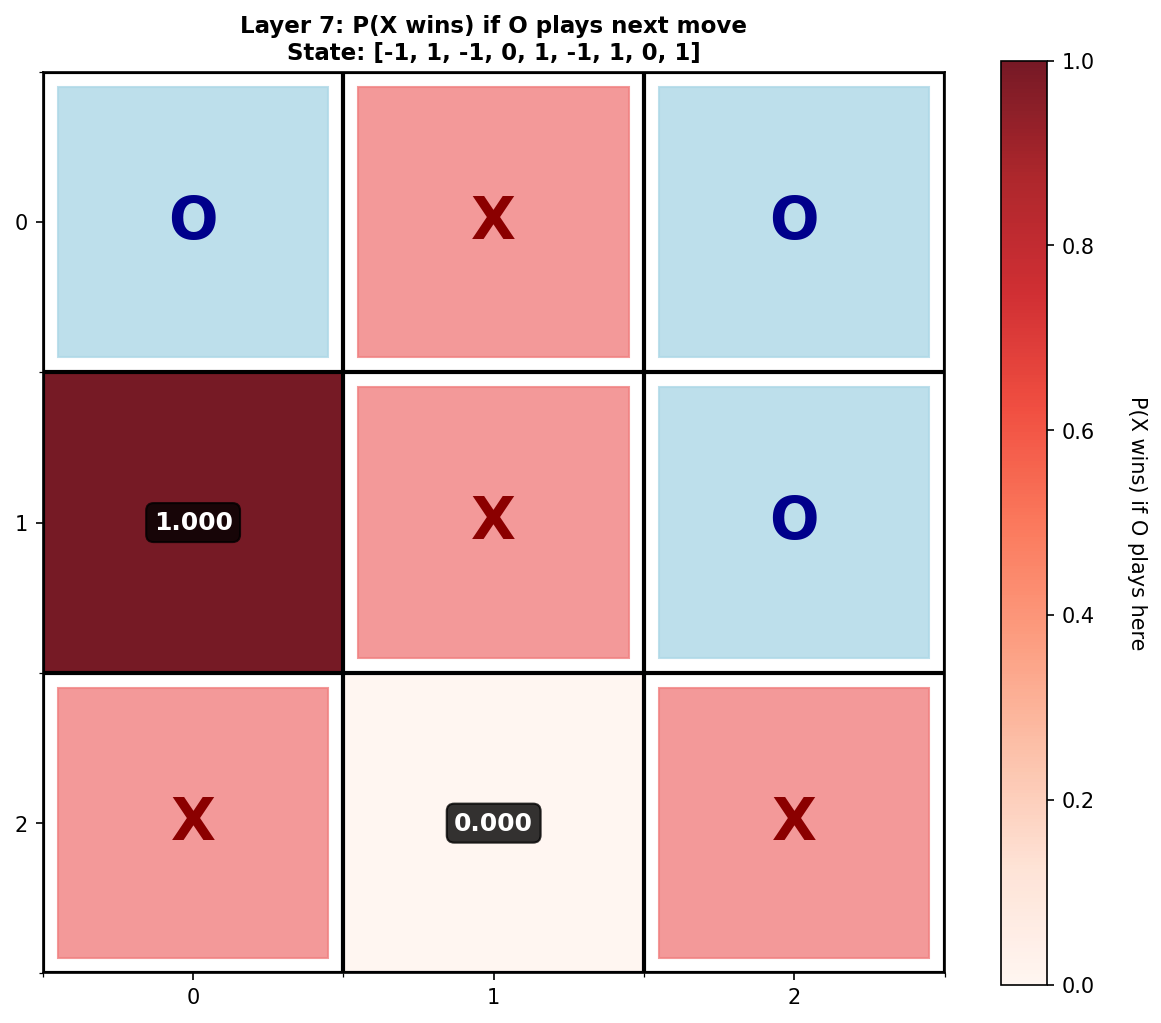 Layer 7: P(X wins) if O plays next move
State: [-1, 1, -1, 0, 1, -1, 1, 0, 1]
0
O
X
O
1
1.000
X
O
2
X
0.000
X
0
1
2
1.0
0.8
0.6
0.4
0.2
0.0
P(X wins) if O plays here